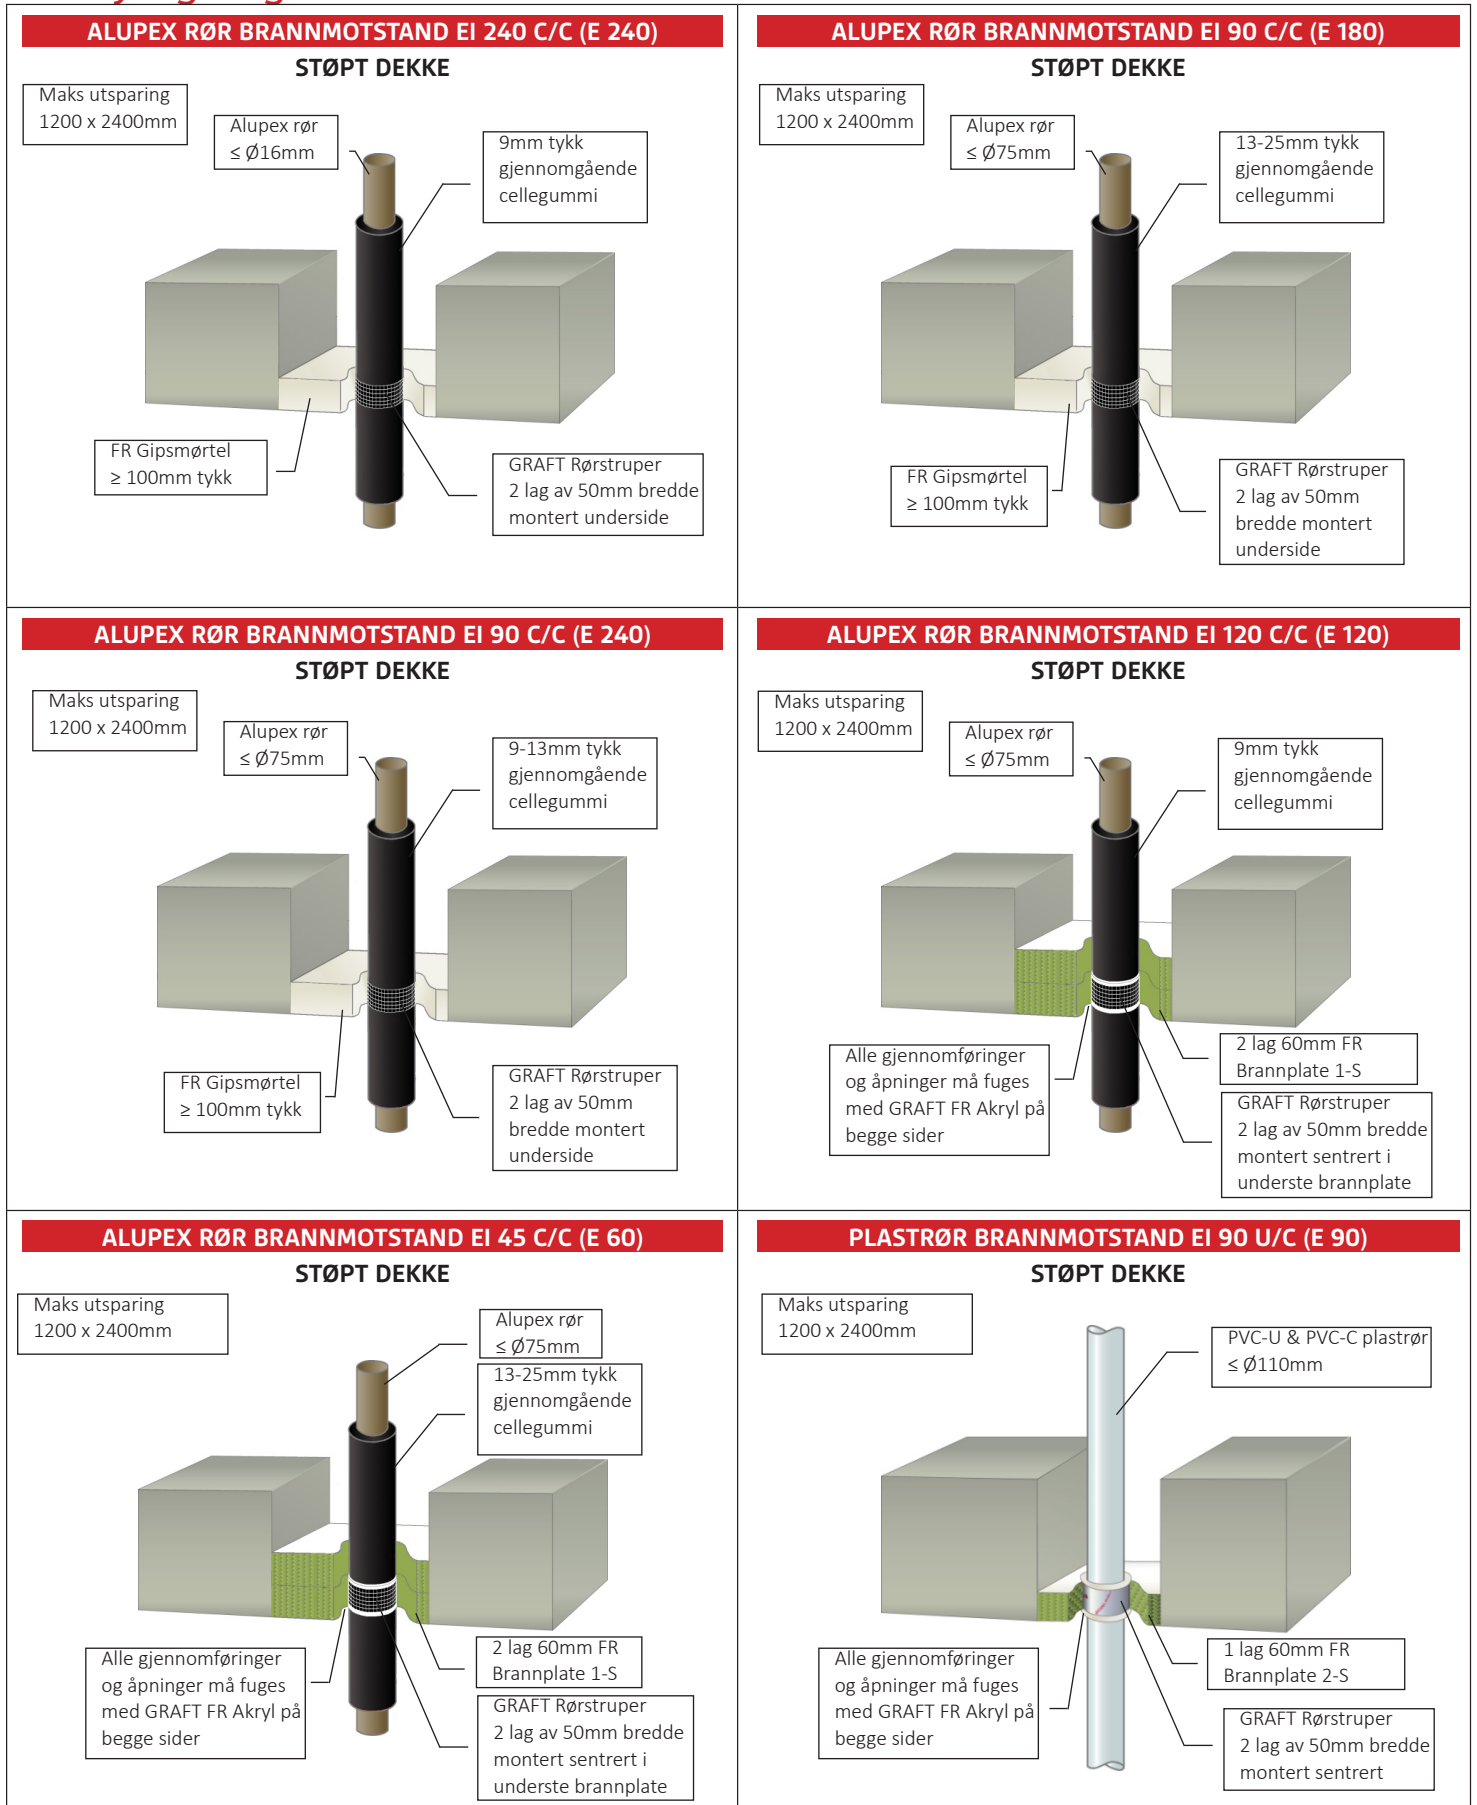 ALUPEX RØR BRANNMOTSTAND EI 240 C/C (E 240)
STØPT DEKKE
Maks utsparing
1200 x 2400mm
Alupex rør
≤ Ø16mm
9mm tykk
gjennomgående
cellegummi
FR Gipsmørtel
≥ 100mm tykk
GRAFT Rørstruper
2 lag av 50mm bredde
montert underside
ALUPEX RØR BRANNMOTSTAND EI 90 C/C (E 180)
STØPT DEKKE
Maks utsparing
1200 x 2400mm
Alupex rør
≤ Ø75mm
13-25mm tykk
gjennomgående
cellegummi
FR Gipsmørtel
≥ 100mm tykk
GRAFT Rørstruper
2 lag av 50mm
bredde montert
underside
ALUPEX RØR BRANNMOTSTAND EI 90 C/C (E 240)
STØPT DEKKE
Maks utsparing
1200 x 2400mm
Alupex rør
≤ Ø75mm
9-13mm tykk
gjennomgående
cellegummi
FR Gipsmørtel
≥ 100mm tykk
GRAFT Rørstruper
2 lag av 50mm
bredde montert
underside
ALUPEX RØR BRANNMOTSTAND EI 120 C/C (E 120)
STØPT DEKKE
Maks utsparing
1200 x 2400mm
Alupex rør
≤ Ø75mm
9mm tykk
gjennomgående
cellegummi
Alle gjennomføringer
og åpninger må fuges
med GRAFT FR Akryl på
begge sider
2 lag 60mm FR
Brannplate 1-S
GRAFT Rørstruper
2 lag av 50mm bredde
montert sentrert i
underste brannplate
ALUPEX RØR BRANNMOTSTAND EI 45 C/C (E 60)
STØPT DEKKE
Maks utsparing
1200 x 2400mm
Alupex rør
≤ Ø75mm
13-25mm tykk
gjennomgående
cellegummi
Alle gjennomføringer
og åpninger må fuges
med GRAFT FR Akryl på
begge sider
2 lag 60mm FR
Brannplate 1-S
GRAFT Rørstruper
2 lag av 50mm bredde
montert sentrert i
underste brannplate
PLASTRØR BRANNMOTSTAND EI 90 U/C (E 90)
STØPT DEKKE
Maks utsparing
1200 x 2400mm
PVC-U & PVC-C plastrør
≤ Ø110mm
Alle gjennomføringer
og åpninger må fuges
med GRAFT FR Akryl på
begge sider
1 lag 60mm FR
Brannplate 2-S
GRAFT Rørstruper
2 lag av 50mm bredde
montert sentrert